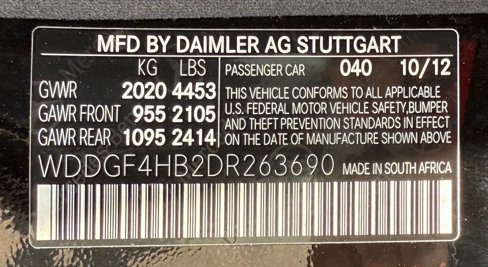 MFD BY DAIMLER AG STUTTGART
KG LBS PASSENGER CAR 040 10/12
GVWR 2020 4453 THIS VEHICLE CONFORMS TO ALL APPLICABLE
GAWR FRONT 955 2105 U.S. FEDERAL MOTOR VEHICLE SAFETY,BUMPER
GAWR REAR 1095 2414 AND THEFT PREVENTION STANDARDS IN EFFECT
ON THE DATE OF MANUFACTURE SHOWN ABOVE
WDDGF4HB2DR263690 MADE IN SOUTH AFRICA